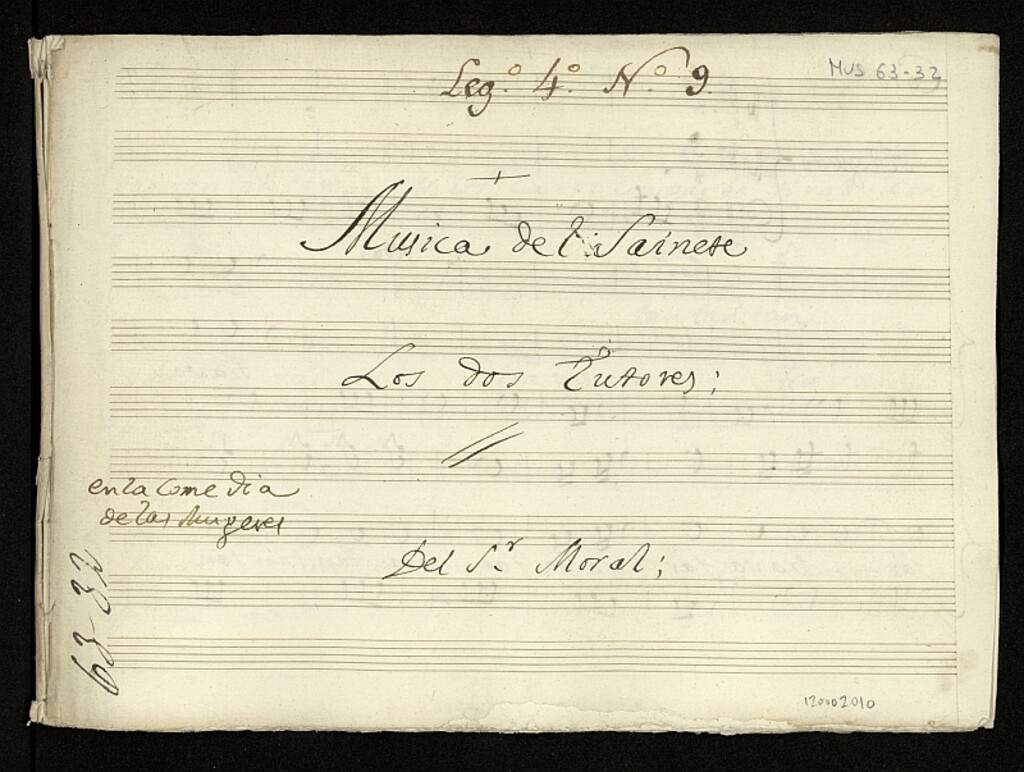 Leg.º 4.º N.º 9
MUS 63-32
Musica del Sainete
Los dos Tutores;
en la Comedia
de las Mugeres
Del S.r Moral;
63-32
120002010